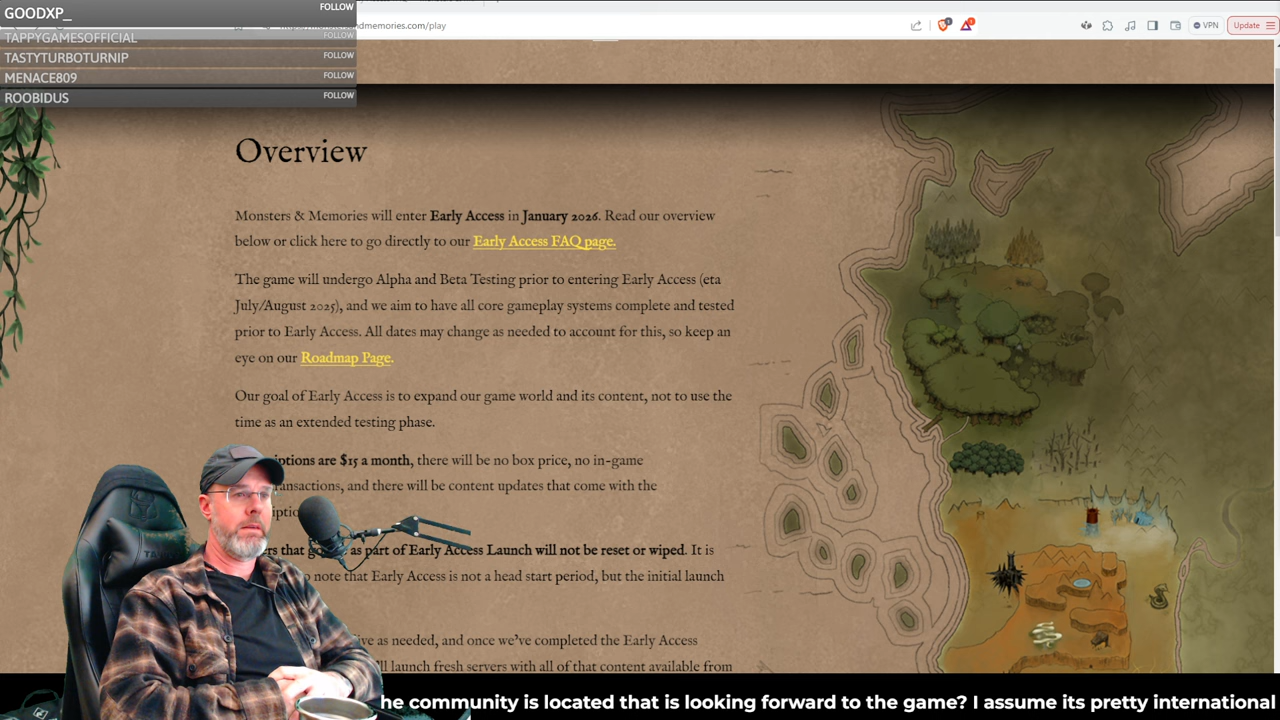 GOODXP_ FOLLOW
TAPPYGAMESOFFICIAL FOLLOW
TASTYTURBOTURNIP FOLLOW
MENACE809 FOLLOW
ROOBIDUS FOLLOW
ndmemories.com/play
VPN
Update
Overview
Monsters & Memories will enter Early Access in January 2026. Read our overview
below or click here to go directly to our Early Access FAQ page.
The game will undergo Alpha and Beta Testing prior to entering Early Access (eta
July/August 2025), and we aim to have all core gameplay systems complete and tested
prior to Early Access. All dates may change as needed to account for this, so keep an
eye on our Roadmap Page.
Our goal of Early Access is to expand our game world and its content, not to use the
time as an extended testing phase.
iptions are $15 a month, there will be no box price, no in-game
ansactions, and there will be content updates that come with the
iptio
ers that go as part of Early Access Launch will not be reset or wiped. It is
o note that Early Access is not a head start period, but the initial launch
ive as needed, and once we've completed the Early Access
ll launch fresh servers with all of that content available from
he community is located that is looking forward to the game? I assume its pretty international